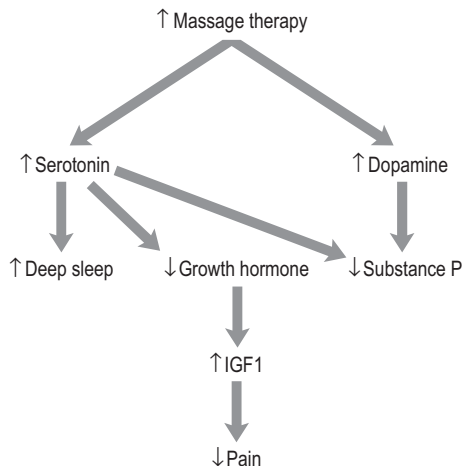 ↑ Massage therapy
↑ Serotonin
↑ Dopamine
↑ Deep sleep
↓ Growth hormone
↓ Substance P
↑ IGF1
↓ Pain